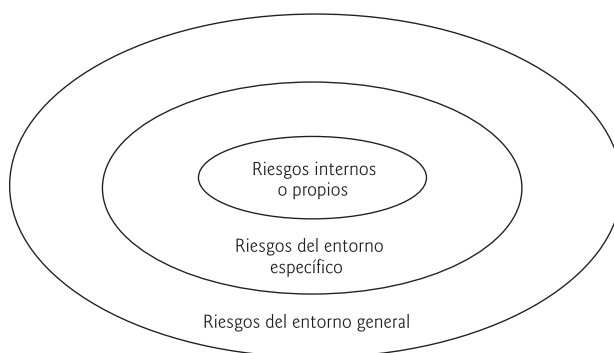 Riesgos internos
o propios
Riesgos del entorno
específico
Riesgos del entorno general